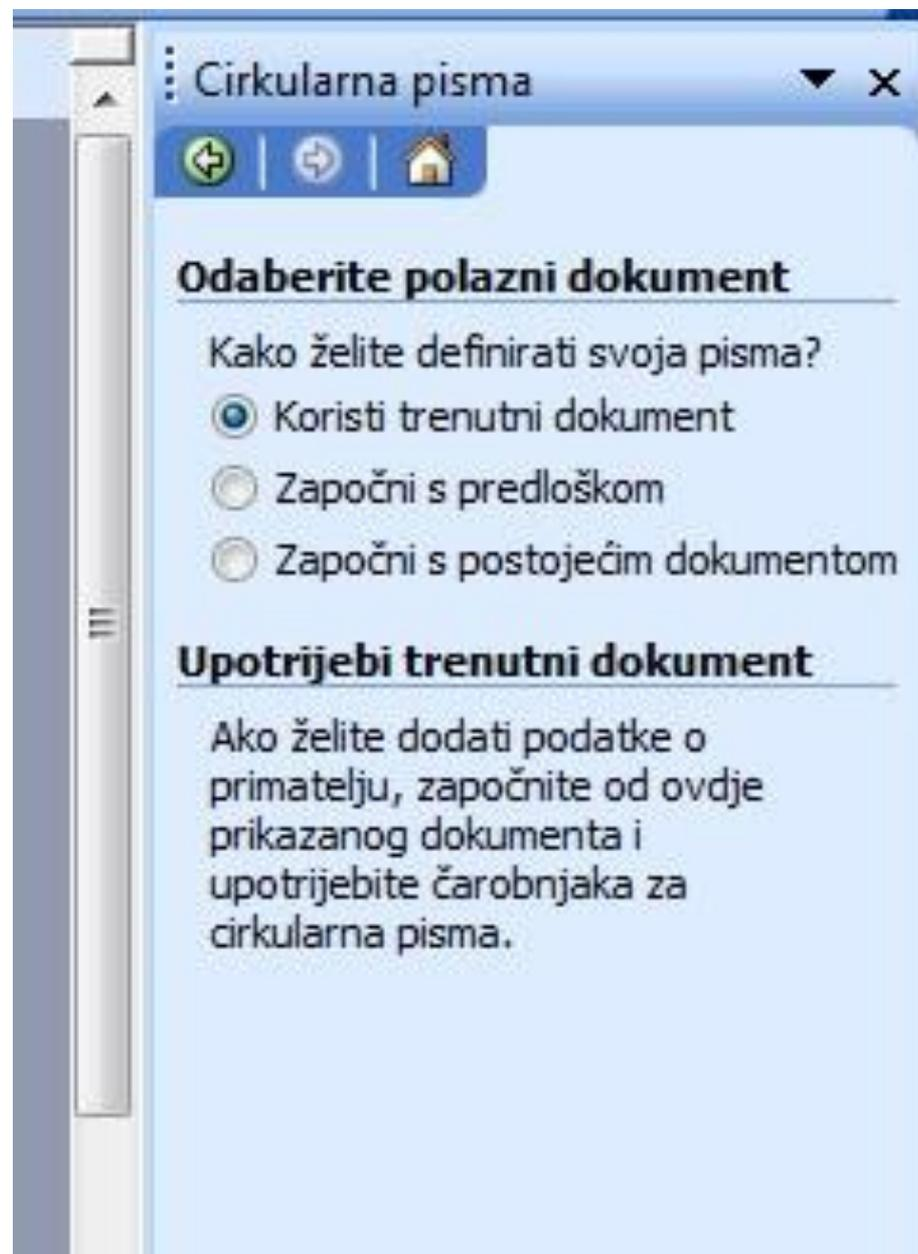 Cirkularna pisma
Odaberite polazni dokument
Kako želite definirati svoja pisma?
Koristi trenutni dokument
Započni s predloškom
Započni s postojećim dokumentom
Upotrijebi trenutni dokument
Ako želite dodati podatke o
primatelju, započnite od ovdje
prikazanog dokumenta i
upotrijebite čarobnjaka za
cirkularna pisma.